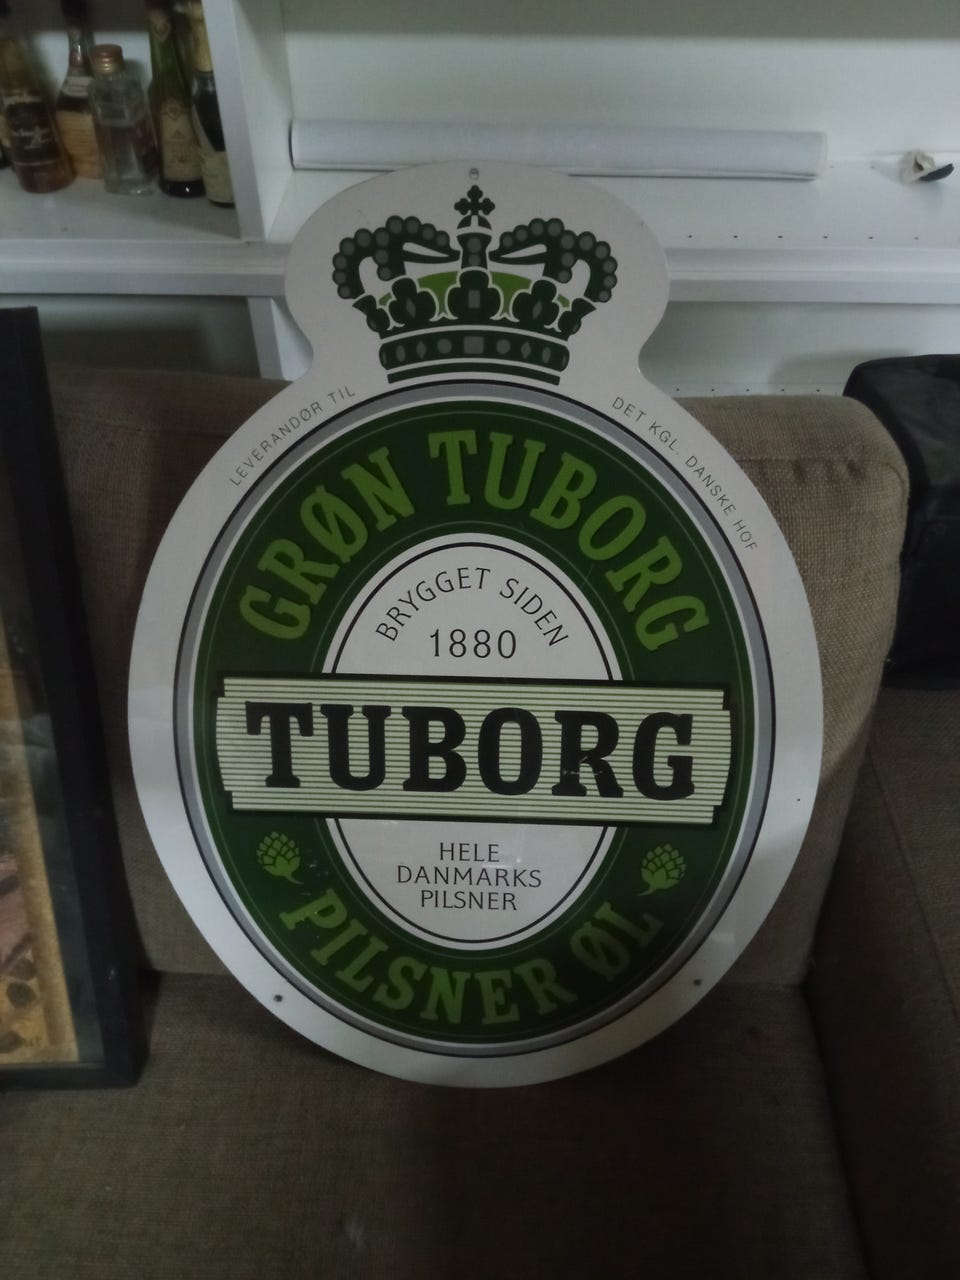 LEVERANDØR TIL
DET KGL. DANSKE HOF
GRØN TUBORG
BRYGGET SIDEN
1880
TUBORG
HELE
DANMARKS
PILSNER
PILSNER ØL